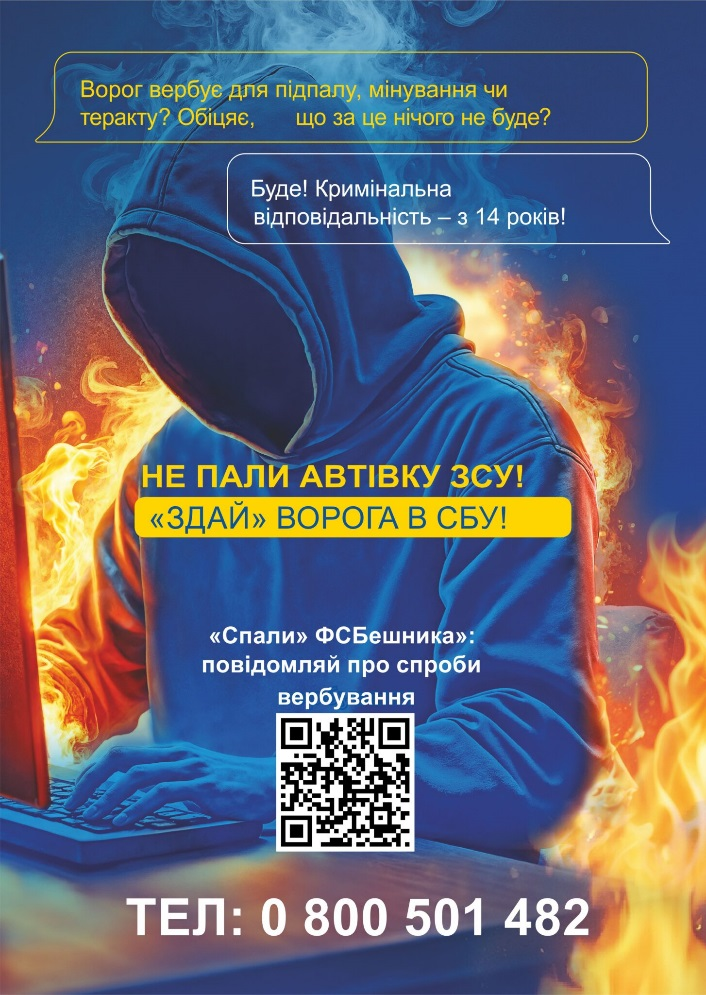 Ворог вербує для підпалу, мінування чи
теракту? Обіцяє, що за це нічого не буде?
Буде! Кримінальна
відповідальність – з 14 років!
НЕ ПАЛИ АВТІВКУ ЗСУ!
«ЗДАЙ» ВОРОГА В СБУ!
«Спали» ФСБешника»:
повідомляй про спроби
вербування
ТЕЛ: 0 800 501 482